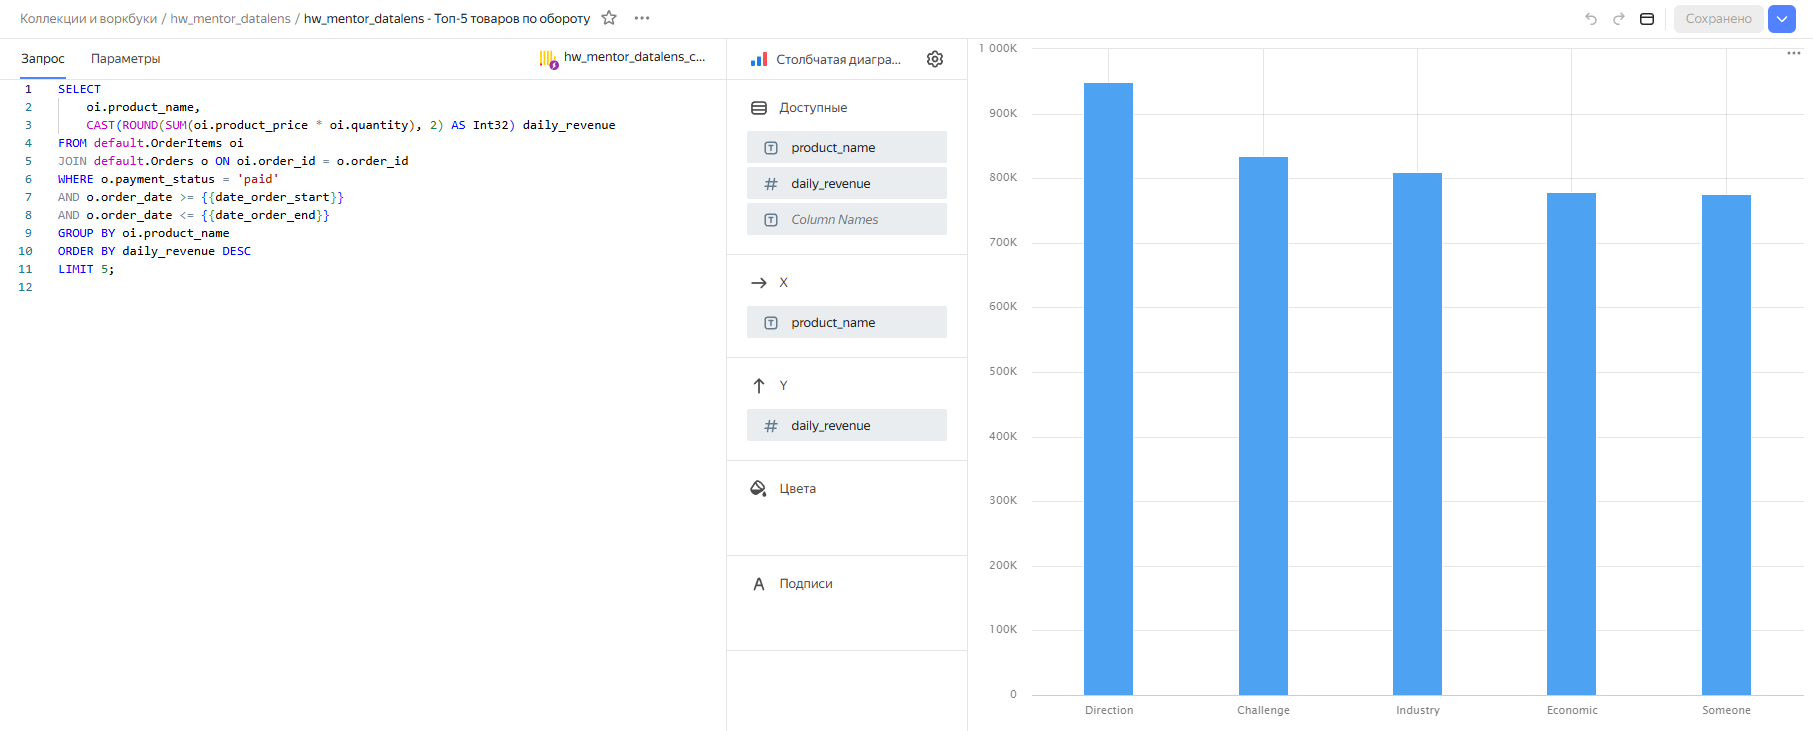 Коллекции и воркбуки / hw_mentor_datalens / hw_mentor_datalens - Топ-5 товаров по обороту
Сохранено
Запрос Параметры
hw_mentor_datalens_c...
1 SELECT
2 oi.product_name,
3 CAST(ROUND(SUM(oi.product_price * oi.quantity), 2) AS Int32) daily_revenue
4 FROM default.OrderItems oi
5 JOIN default.Orders o ON oi.order_id = o.order_id
6 WHERE o.payment_status = 'paid'
7 AND o.order_date >= {{date_order_start}}
8 AND o.order_date <= {{date_order_end}}
9 GROUP BY oi.product_name
10 ORDER BY daily_revenue DESC
11 LIMIT 5;
12
Столбчатая диагра...
Доступные
product_name
daily_revenue
Column Names
X
product_name
Y
daily_revenue
Цвета
Подписи
1 000K
900K
800K
700K
600K
500K
400K
300K
200K
100K
0
Direction Challenge Industry Economic Someone